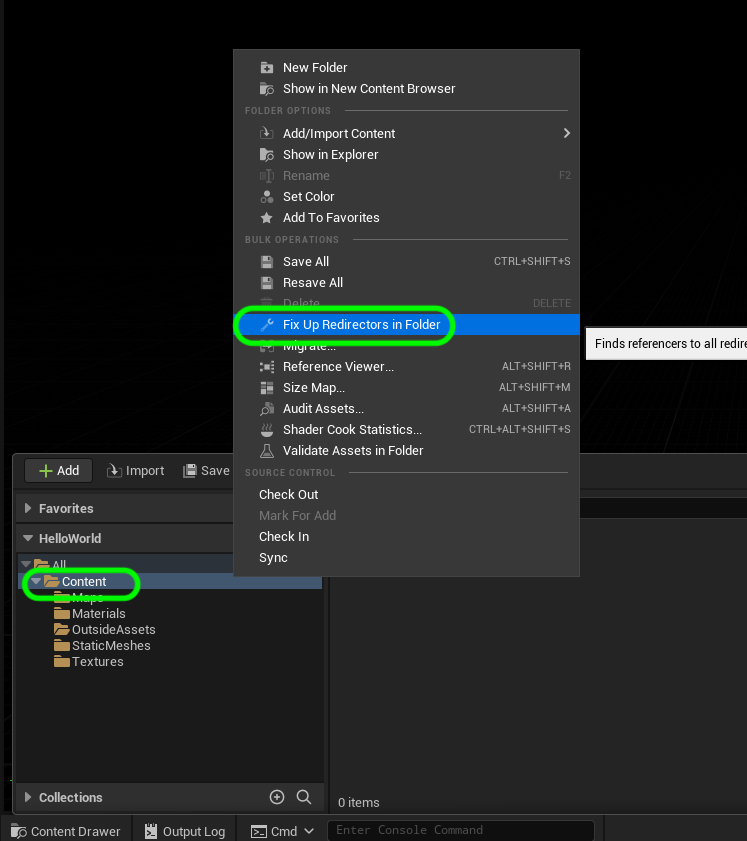 New Folder
Show in New Content Browser
FOLDER OPTIONS
Add/Import Content
Show in Explorer
Rename F2
Set Color
Add To Favorites
BULK OPERATIONS
Save All CTRL+SHIFT+S
Resave All
Delete DELETE
Fix Up Redirectors in Folder
Finds referencers to all redire
Migrate...
Reference Viewer... ALT+SHIFT+R
Size Map... ALT+SHIFT+M
Audit Assets... ALT+SHIFT+A
Shader Cook Statistics... CTRL+ALT+SHIFT+S
Validate Assets in Folder
SOURCE CONTROL
Check Out
Mark For Add
Check In
Sync
Add Import Save
Favorites
HelloWorld
All
Content
Maps
Materials
OutsideAssets
StaticMeshes
Textures
Collections
0 items
Content Drawer Output Log Cmd Enter Console Command